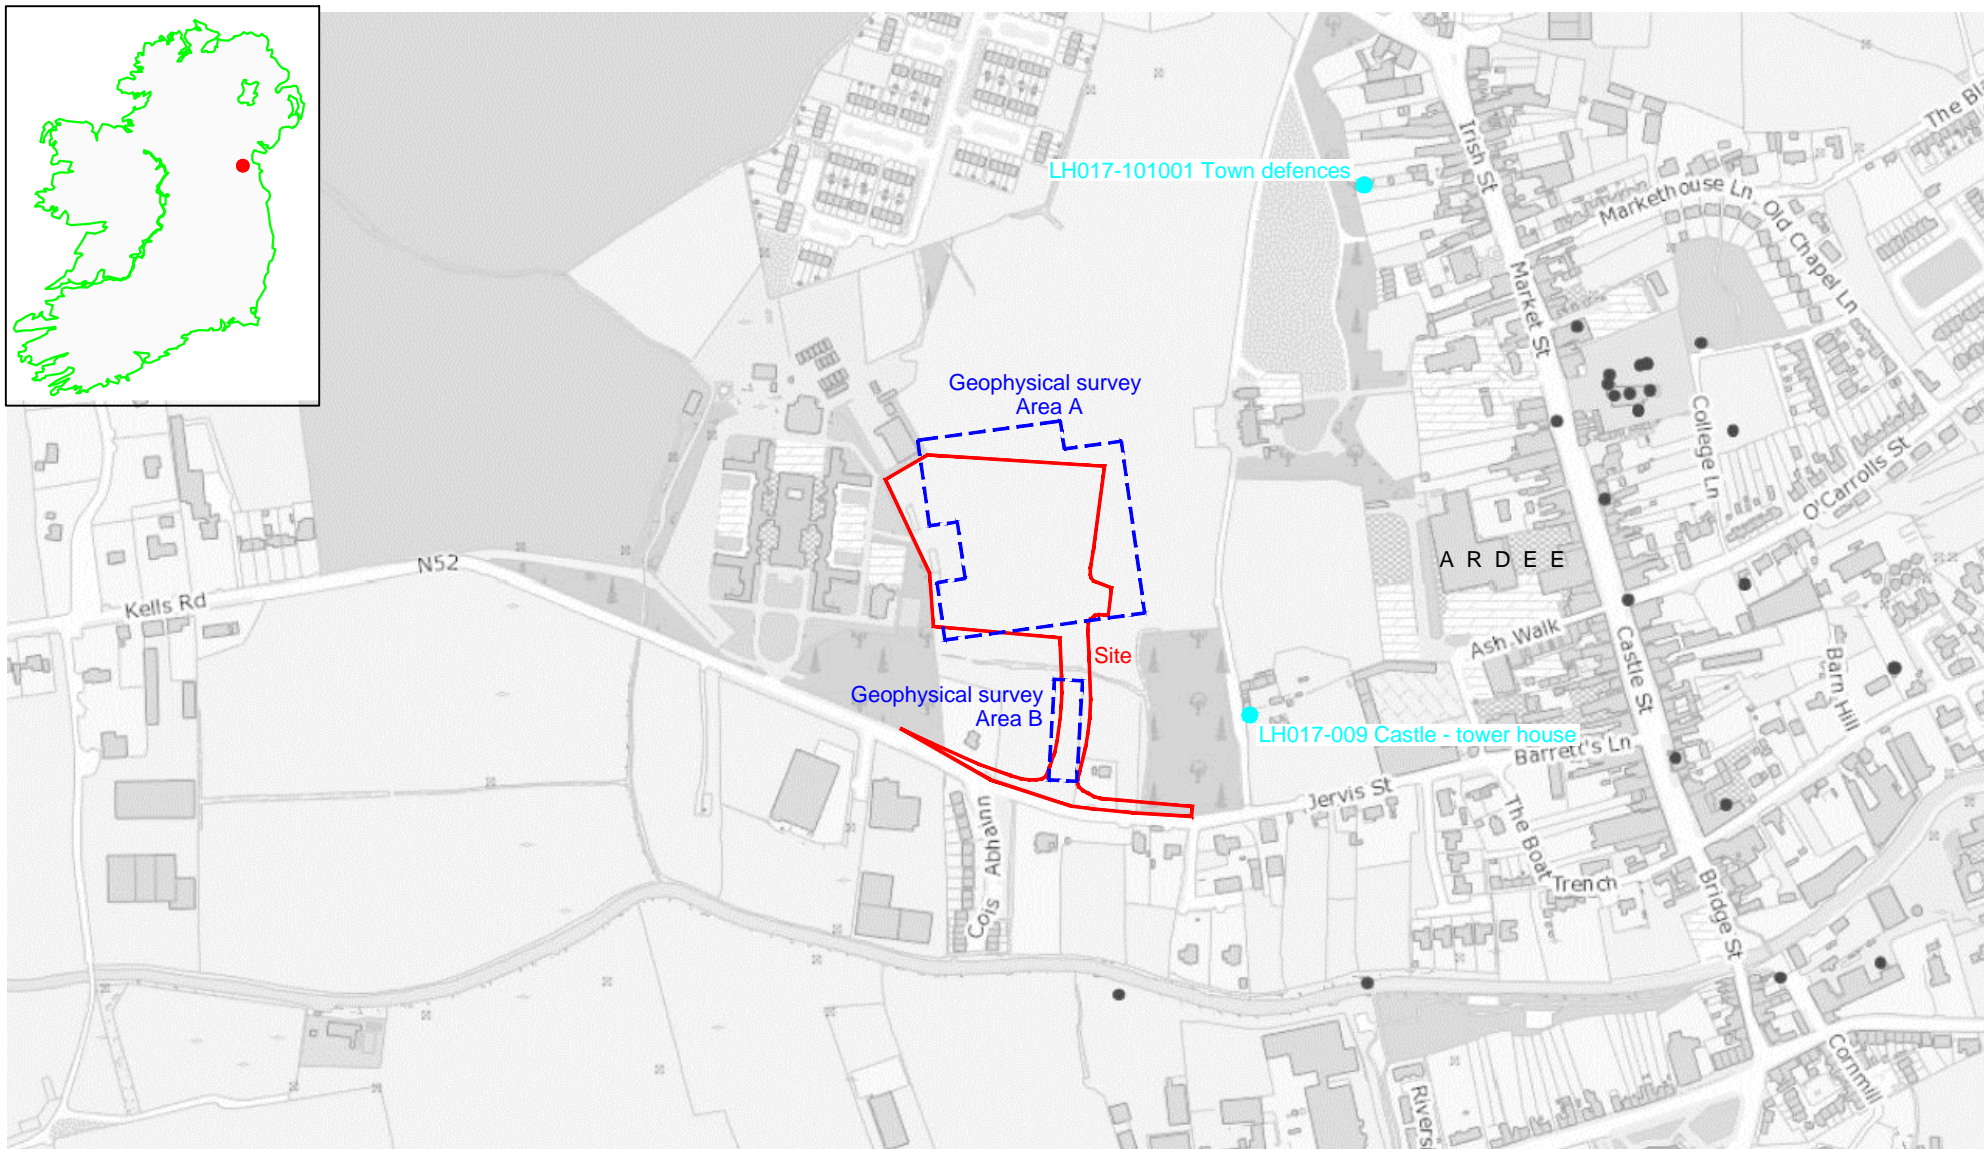 The Bla
Irish St
LH017-101001 Town defences
Markethouse Ln
Old Chapel Ln
Market St
Geophysical survey
Area A
College Ln
O'Carrolls St
N52
A R D E E
Kells Rd
Ash Walk
Castle St
Barn Hill
Site
Geophysical survey
Area B
LH017-009 Castle - tower house
Barrett's Ln
Jervis St
Cois Abhainn
The Boat Trench
Bridge St
Cornmill
Rivers